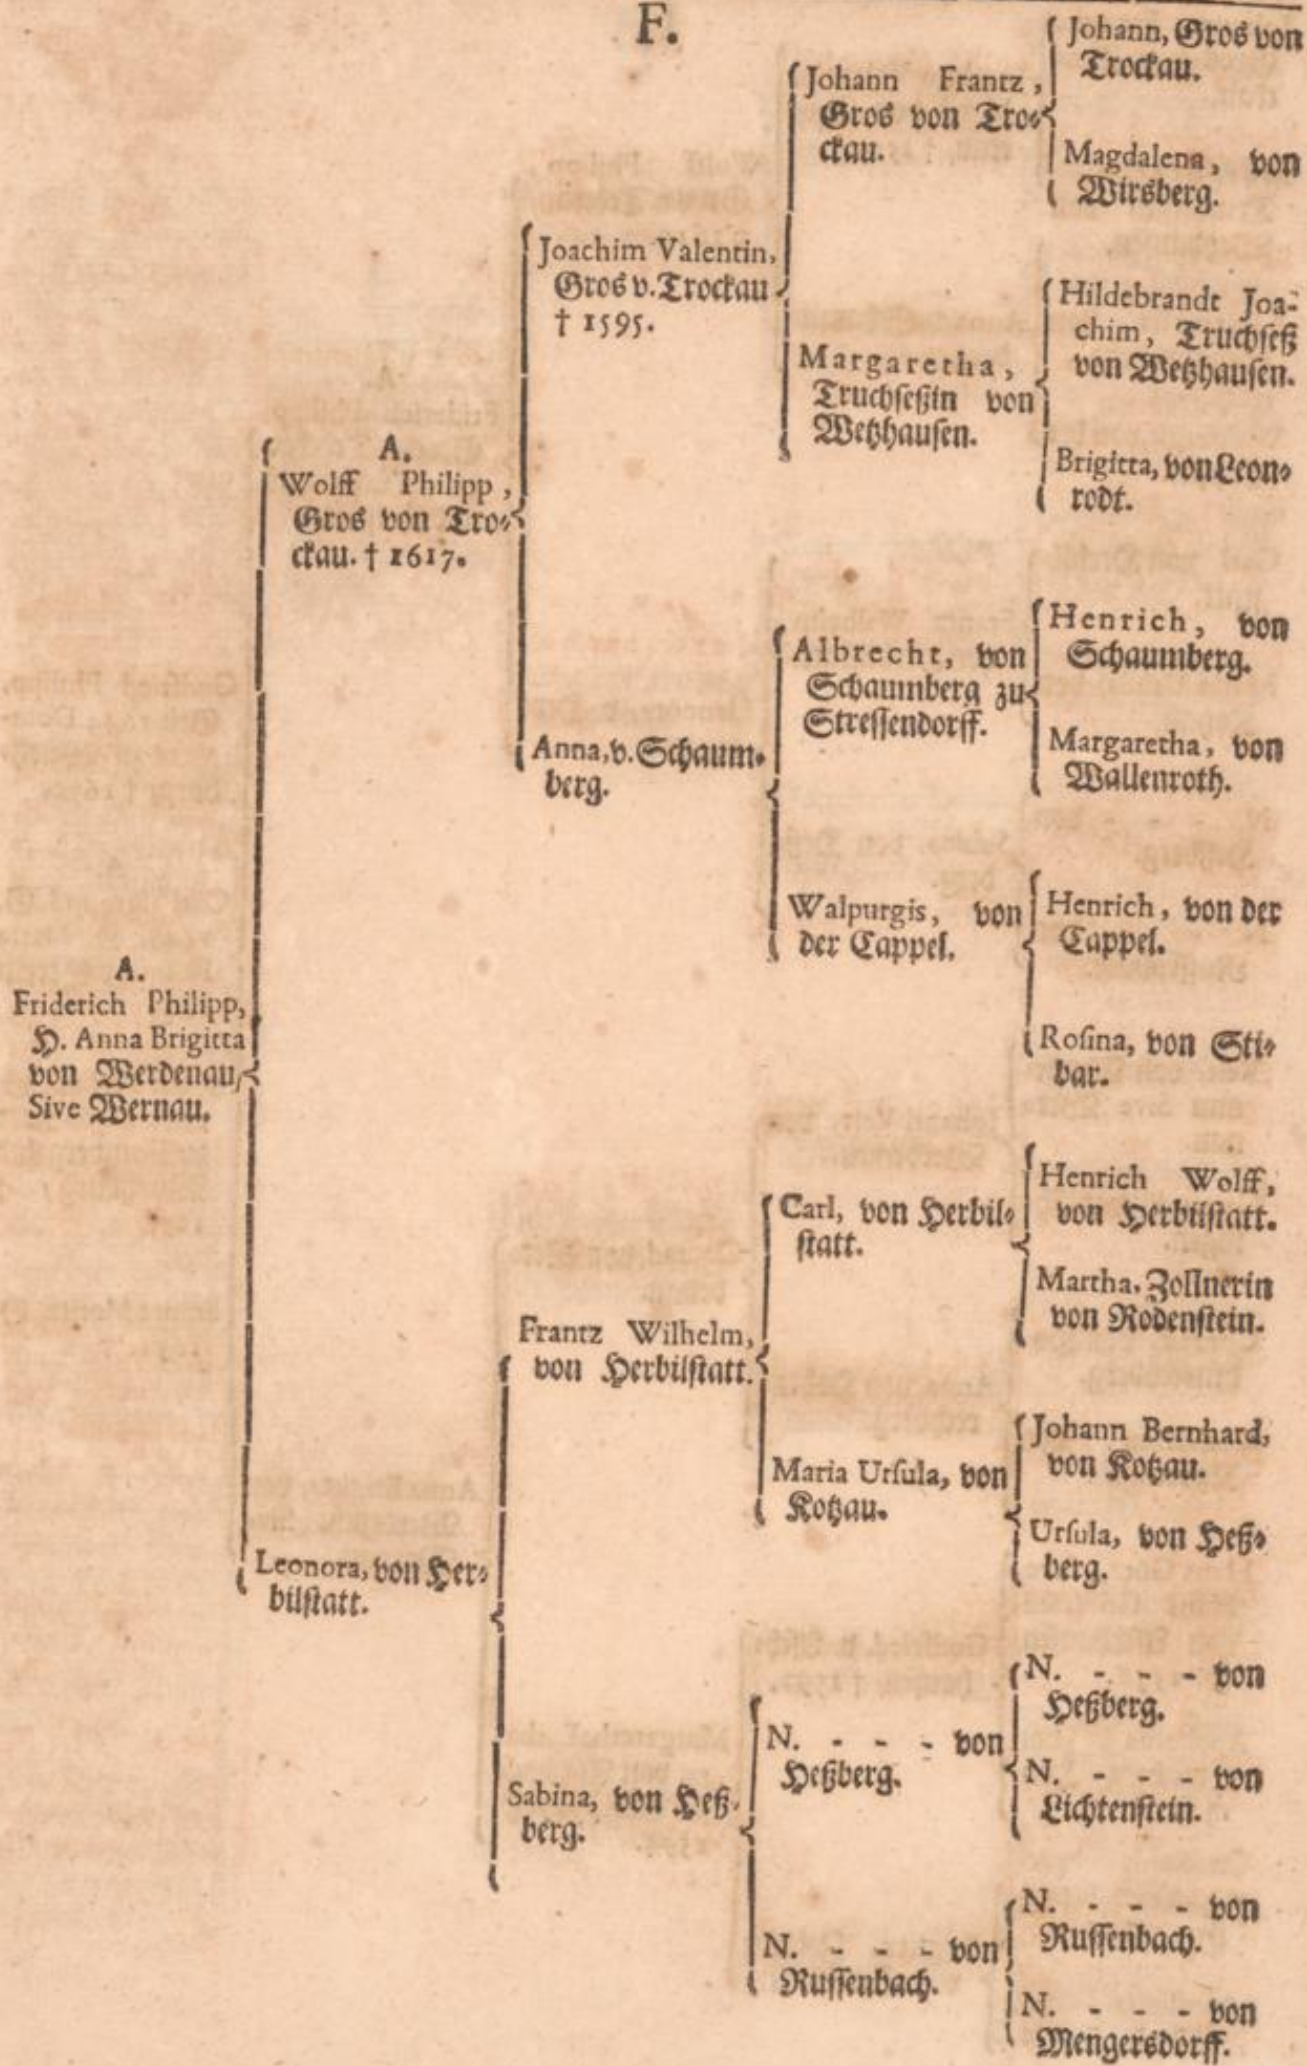 F.
Johann, Gros von
Trockau.
Johann Frantz,
Gros von Tro-
ckau.
Magdalena, von
Wirsberg.
Joachim Valentin,
Gros v. Trockau
† 1595.
Hildebrandt Joa-
chim, Truchseß
von Wetzhausen.
Margaretha,
Truchseßin von
Wetzhausen.
Brigitta, von Leon-
rodt.
A.
Wolff Philipp,
Gros von Tro-
ckau. † 1617.
Henrich, von
Schaumberg.
Albrecht, von
Schaumberg zu
Stressendorff.
Margaretha, von
Wallenroth.
Anna, v. Schaum-
berg.
Walpurgis, von
der Cappel.
Henrich, von der
Cappel.
Rosina, von Sti-
bar.
A.
Friderich Philipp,
H. Anna Brigitta
von Werdenau,
Sive Wernau.
Henrich Wolff,
von Herbilstatt.
Carl, von Herbil-
statt.
Martha, Zollnerin
von Rodenstein.
Frantz Wilhelm,
von Herbilstatt.
Johann Bernhard,
von Kotzau.
Maria Ursula, von
Kotzau.
Ursula, von Heß-
berg.
Leonora, von Her-
bilstatt.
N. - - - von
Heßberg.
N. - - - von
Heßberg.
N. - - - von
Lichtenstein.
Sabina, von Heß-
berg.
N. - - - von
Russenbach.
N. - - - von
Russenbach.
N. - - - von
Mengersdorff.